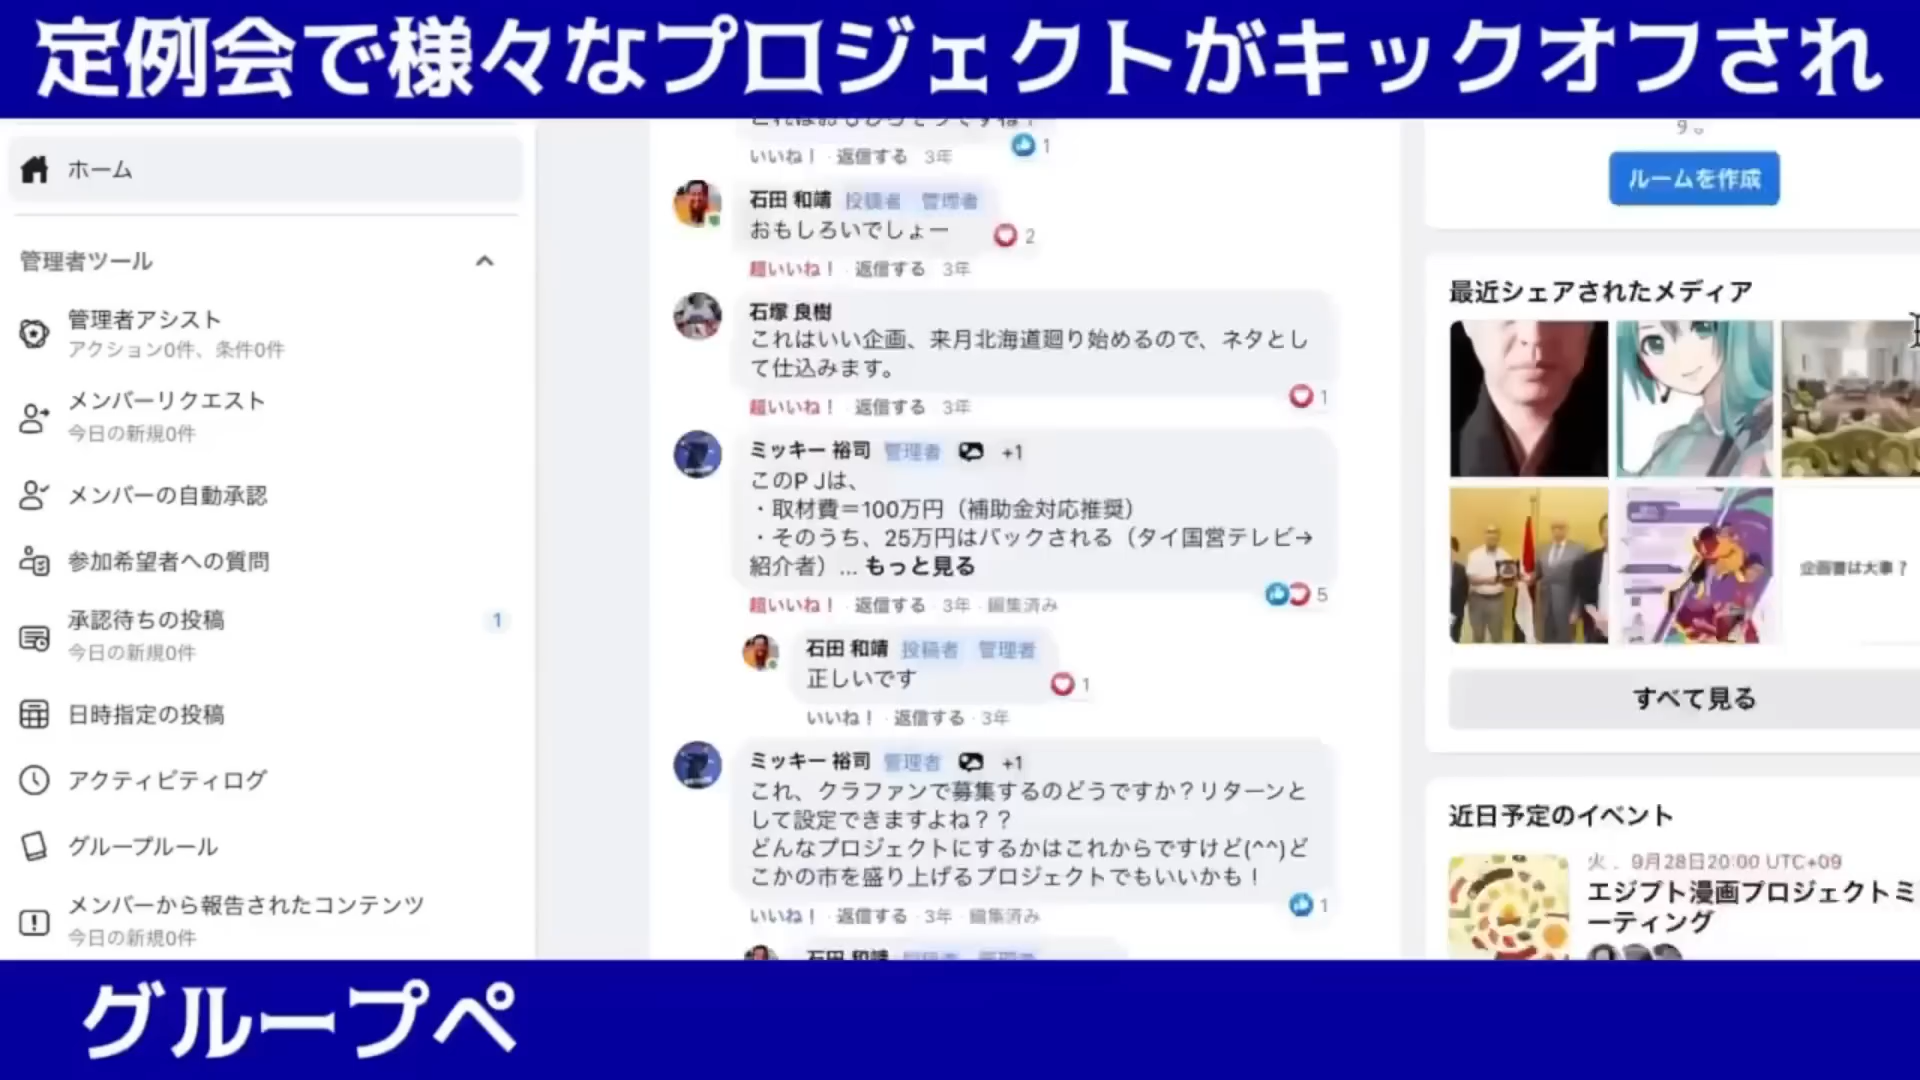 定例会で様々なプロジェクトがキックオフされ
ホーム
管理者ツール
管理者アシスト
アクション0件、条件0件
メンバーリクエスト
今日の新規0件
メンバーの自動承認
参加希望者への質問
承認待ちの投稿
1
今日の新規0件
日時指定の投稿
アクティビティログ
グループルール
メンバーから報告されたコンテンツ
今日の新規0件
いいね! · 返信する 3年
1
石田 和靖 投稿者 管理者
おもしろいでしょー
2
超いいね! · 返信する 3年
石塚 良樹
これはいい企画、来月北海道廻り始めるので、ネタとし
て仕込みます。
1
超いいね! · 返信する 3年
ミッキー 裕司 管理者 +1
このPJは、
・取材費＝100万円（補助金対応推奨）
・そのうち、25万円はバックされる（タイ国営テレビ→
紹介者）... もっと見る
5
超いいね! · 返信する · 3年 · 編集済み
石田 和靖 投稿者 管理者
正しいです
1
いいね! · 返信する · 3年
ミッキー 裕司 管理者 +1
これ、クラファンで募集するのどうですか？リターンと
して設定できますよね？？
どんなプロジェクトにするかはこれからですけど(^^)ど
こかの市を盛り上げるプロジェクトでもいいかも！
1
いいね! · 返信する · 3年 · 編集済み
ルームを作成
最近シェアされたメディア
企画書は大事？
すべて見る
近日予定のイベント
火、9月28日20:00 UTC+09
エジプト漫画プロジェクトミ
ーティング
グループペ